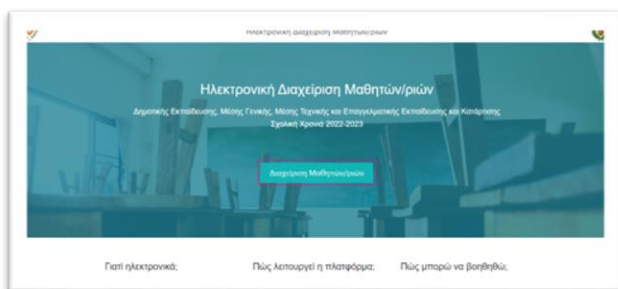 Ηλεκτρονική Διαχείριση Μαθητών/ριών
Ηλεκτρονική Διαχείριση Μαθητών/ριών
Δημοτικής Εκπαίδευσης, Μέσης Γενικής, Μέσης Τεχνικής και Επαγγελματικής Εκπαίδευσης και Κατάρτισης
Σχολική Χρονιά 2022-2023
Διαχείριση Μαθητών/ριών
Γιατί ηλεκτρονικά; Πώς λειτουργεί η πλατφόρμα; Πώς μπορώ να βοηθηθώ;